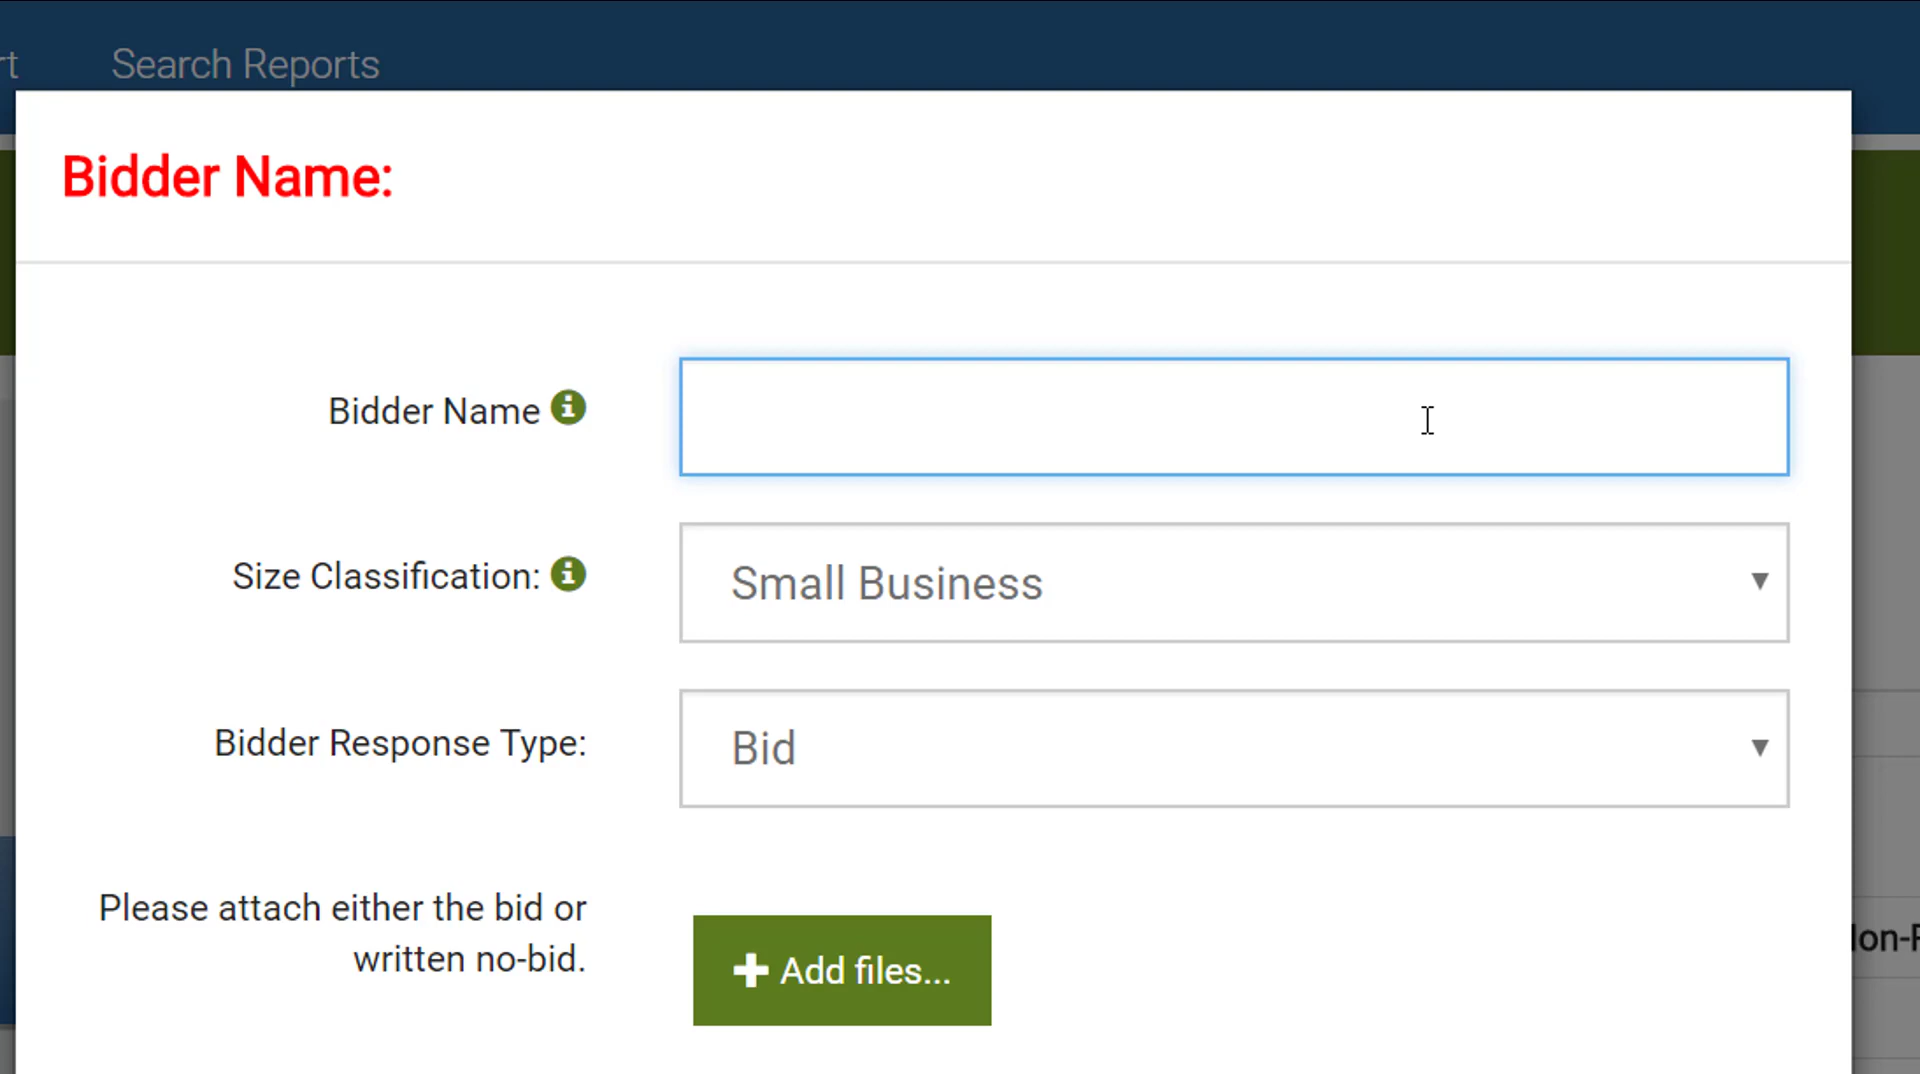 Search Reports
Bidder Name:
Bidder Name
Size Classification:
Small Business
Bidder Response Type:
Bid
Please attach either the bid or
written no-bid.
Add files...